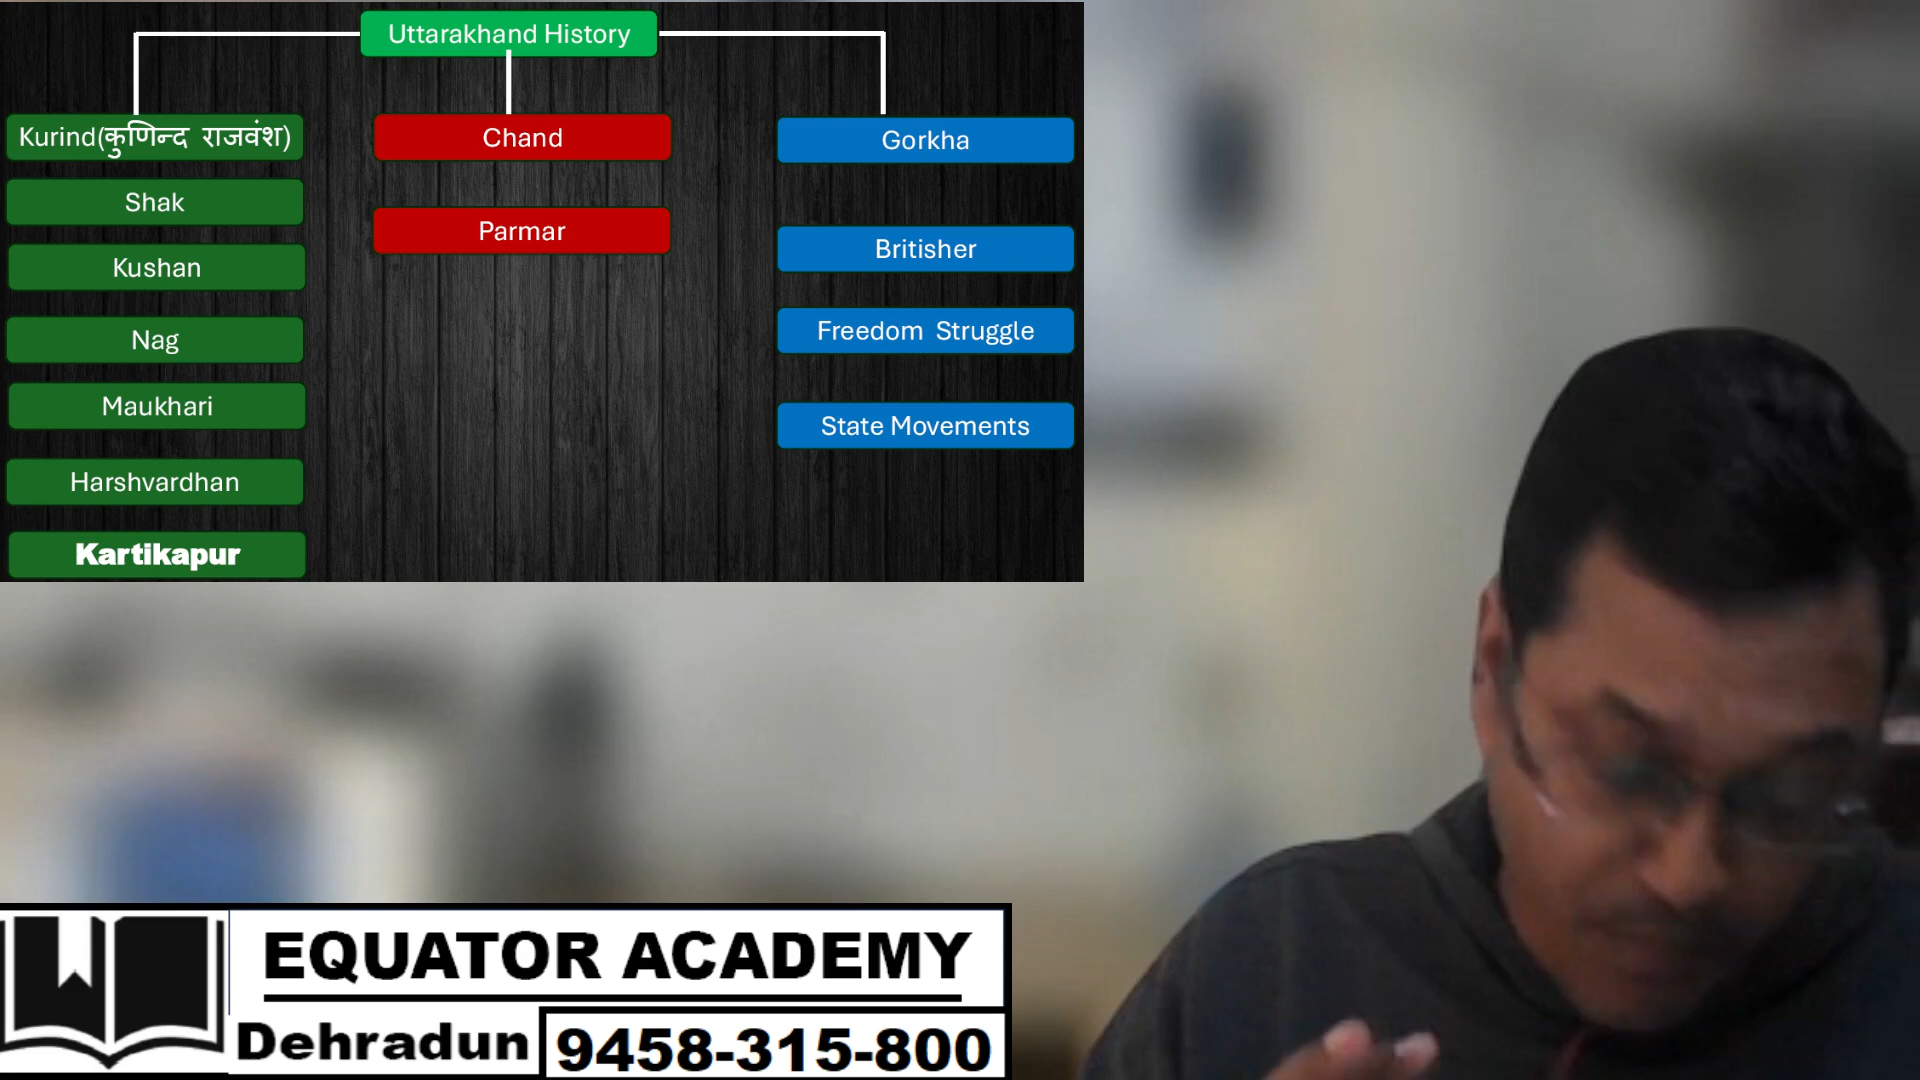 Uttarakhand History
Kurind(कुणिन्द राजवंश)
Shak
Kushan
Nag
Maukhari
Harshvardhan
Kartikapur
Chand
Parmar
Gorkha
Britisher
Freedom Struggle
State Movements
EQUATOR ACADEMY
Dehradun
9458-315-800